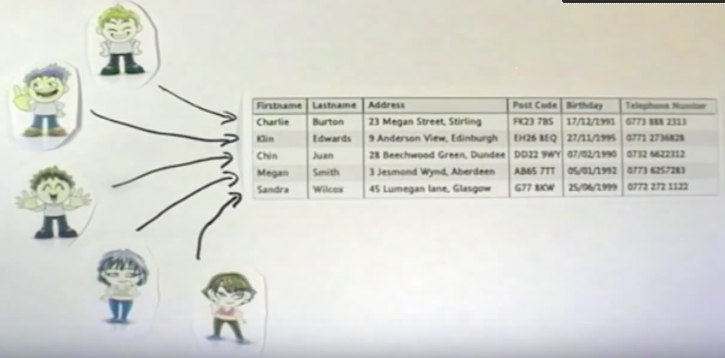 Firstname Lastname Address Post Code Birthday Telephone Number
Charlie Burton 23 Megan Street, Stirling FK23 7BS 17/12/1991 0773 888 2313
Klin Edwards 9 Anderson View, Edinburgh EH26 8EQ 27/11/1995 0771 2736828
Chin Juan 28 Beechwood Green, Dundee DD22 9WY 07/02/1990 0732 6622312
Megan Smith 3 Jesmond Wynd, Aberdeen AB65 7TT 05/01/1992 0773 6257283
Sandra Wilcox 45 Lumegan lane, Glasgow G77 8KW 25/06/1999 0772 272 1122